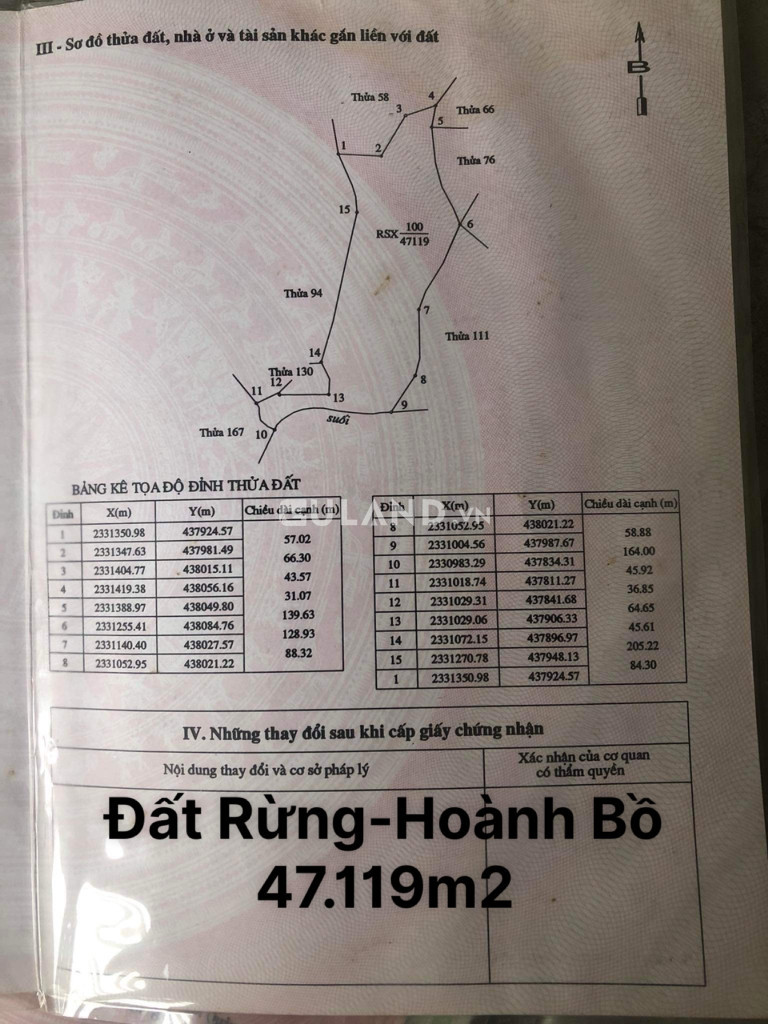 III - Sơ đồ thửa đất, nhà ở và tài sản khác gắn liền với đất
B
Thửa 58
4
3
Thửa 66
5
1
2
Thửa 76
15
RSX 100
47119
6
Thửa 94
7
Thửa 111
14
Thửa 130
8
12
11
13
9
suối
Thửa 167
10
BẢNG KÊ TỌA ĐỘ ĐỈNH THỬA ĐẤT
Đỉnh X(m) Y(m) Chiều dài cạnh (m)
1 2331350.98 437924.57
57.02
2 2331347.63 437981.49
66.30
3 2331404.77 438015.11
43.57
4 2331419.38 438056.16
31.07
5 2331388.97 438049.80
139.63
6 2331255.41 438084.76
128.93
7 2331140.40 438027.57
88.32
8 2331052.95 438021.22
Đỉnh X(m) Y(m) Chiều dài cạnh (m)
8 2331052.95 438021.22
58.88
9 2331004.56 437987.67
164.00
10 2330983.29 437834.31
45.92
11 2331018.74 437811.27
36.85
12 2331029.31 437841.68
64.65
13 2331029.06 437906.33
45.61
14 2331072.15 437896.97
205.22
15 2331270.78 437948.13
84.30
1 2331350.98 437924.57
GULAND.VN
IV. Những thay đổi sau khi cấp giấy chứng nhận
Nội dung thay đổi và cơ sở pháp lý
Xác nhận của cơ quan
có thẩm quyền
Đất Rừng-Hoành Bồ
47.119m2